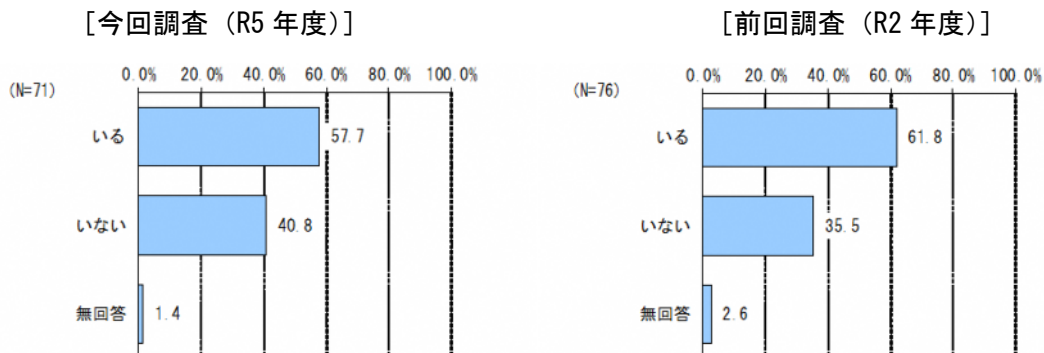 [今回調査（R5 年度）]
(N=71)
0.0% 20.0% 40.0% 60.0% 80.0% 100.0%
いる 57.7
いない 40.8
無回答 1.4
[前回調査（R2 年度）]
(N=76)
0.0% 20.0% 40.0% 60.0% 80.0% 100.0%
いる 61.8
いない 35.5
無回答 2.6